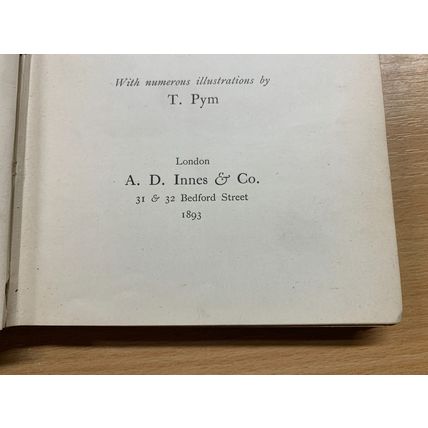 With numerous illustrations by
T. Pym
London
A. D. Innes & Co.
31 & 32 Bedford Street
1893